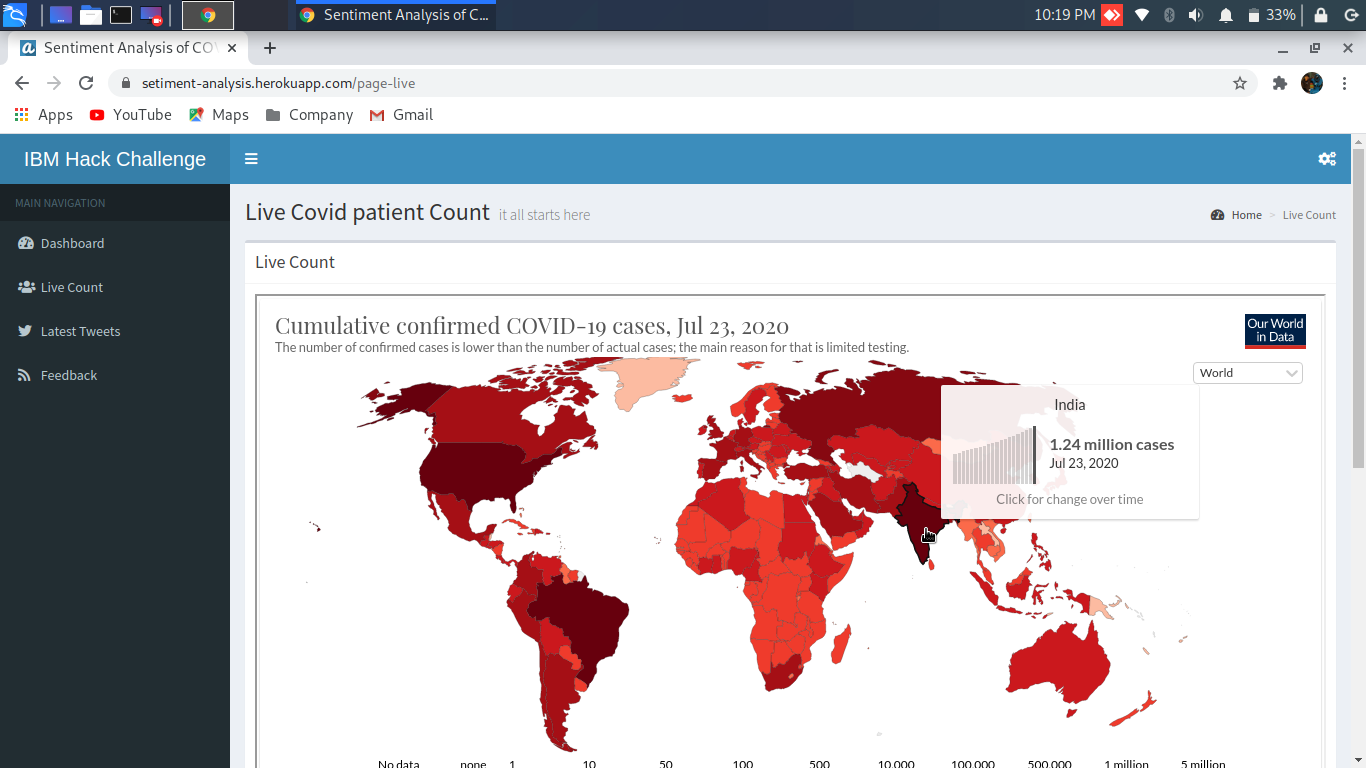 Sentiment Analysis of C...
10:19 PM
33%
Sentiment Analysis of CO
setiment-analysis.herokuapp.com/page-live
Apps
YouTube
Maps
Company
Gmail
IBM Hack Challenge
MAIN NAVIGATION
Dashboard
Live Count
Latest Tweets
Feedback
Live Covid patient Count it all starts here
Home > Live Count
Live Count
Cumulative confirmed COVID-19 cases, Jul 23, 2020
The number of confirmed cases is lower than the number of actual cases; the main reason for that is limited testing.
Our World
in Data
World
India
1.24 million cases
Jul 23, 2020
Click for change over time
No data none 1 10 50 100 500 10,000 100,000 500,000 1 million 5 million